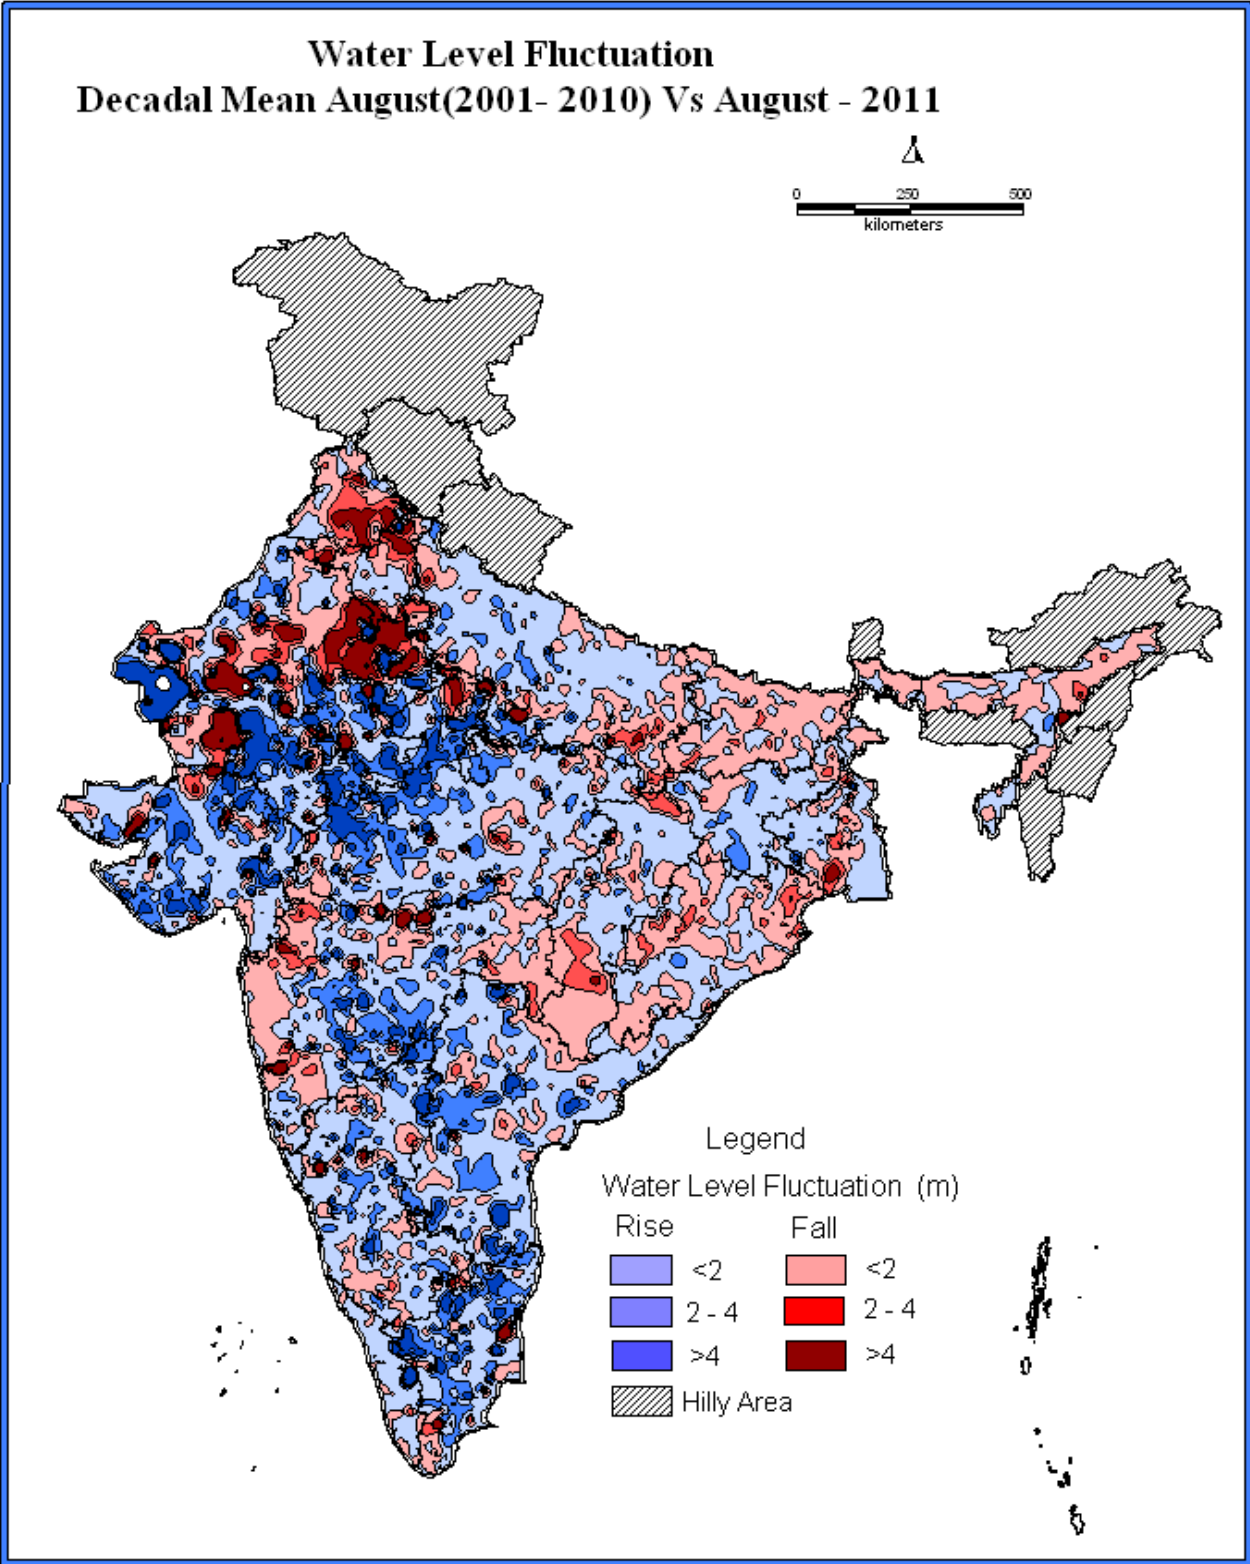 Water Level Fluctuation
Decadal Mean August(2001- 2010) Vs August - 2011
0 250 500
kilometers
Legend
Water Level Fluctuation (m)
Rise Fall
<2 <2
2 - 4 2 - 4
>4 >4
Hilly Area